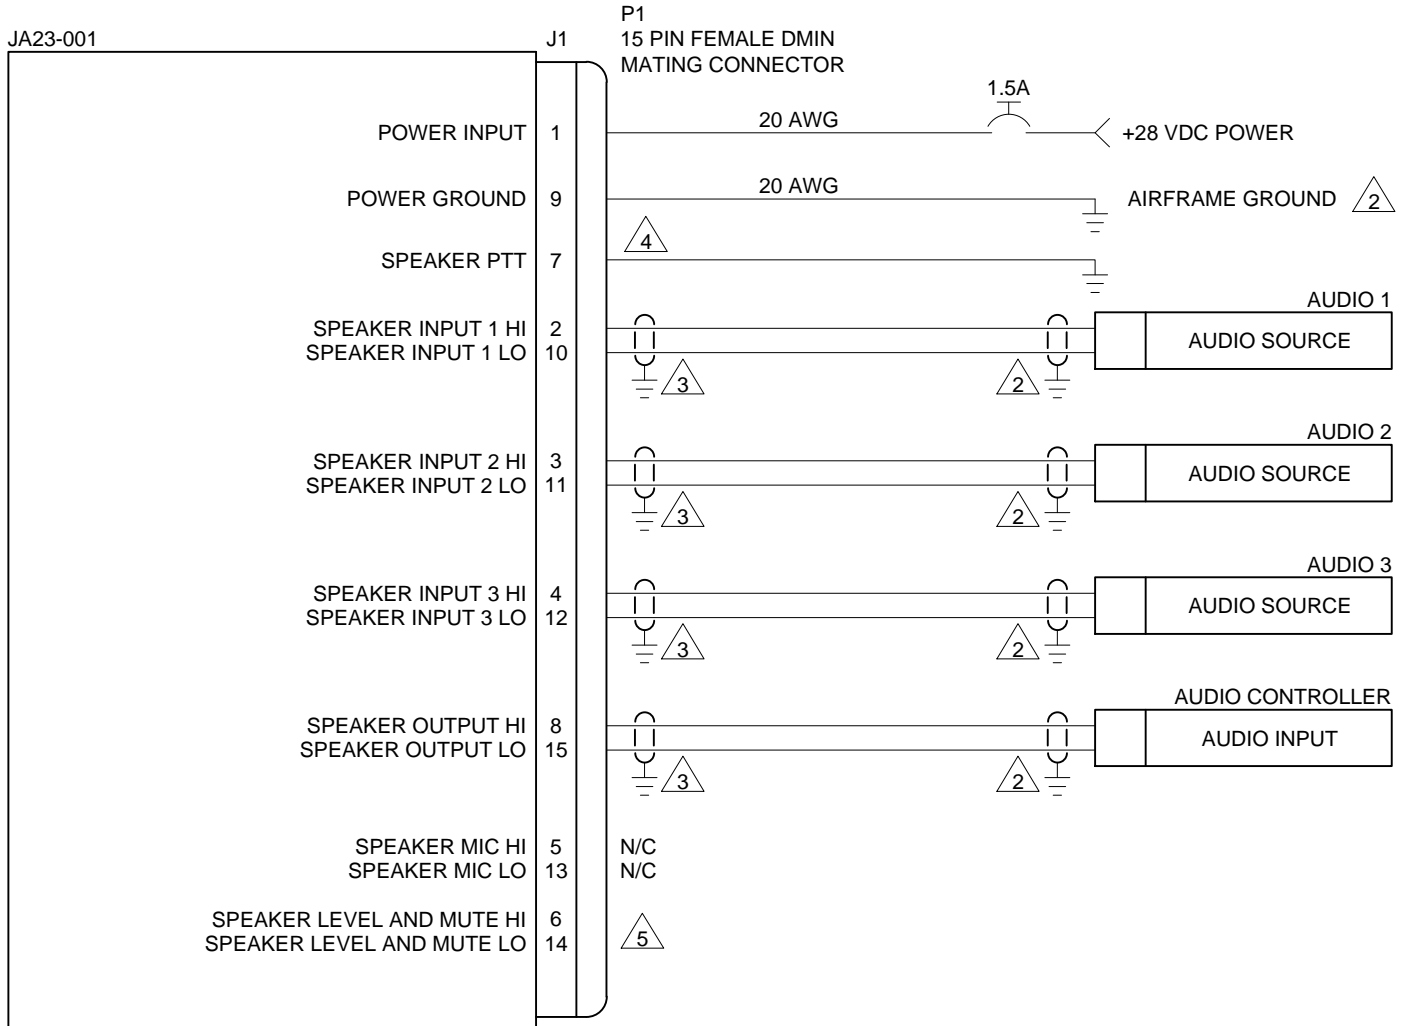 P1
JA23-001 J1 15 PIN FEMALE DMIN
MATING CONNECTOR
1.5A
POWER INPUT 1 20 AWG +28 VDC POWER
POWER GROUND 9 20 AWG AIRFRAME GROUND 2
4
SPEAKER PTT 7
AUDIO 1
SPEAKER INPUT 1 HI 2
SPEAKER INPUT 1 LO 10 AUDIO SOURCE
3 2
AUDIO 2
SPEAKER INPUT 2 HI 3
SPEAKER INPUT 2 LO 11 AUDIO SOURCE
3 2
AUDIO 3
SPEAKER INPUT 3 HI 4
SPEAKER INPUT 3 LO 12 AUDIO SOURCE
3 2
AUDIO CONTROLLER
SPEAKER OUTPUT HI 8
SPEAKER OUTPUT LO 15 AUDIO INPUT
3 2
SPEAKER MIC HI 5 N/C
SPEAKER MIC LO 13 N/C
SPEAKER LEVEL AND MUTE HI 6
SPEAKER LEVEL AND MUTE LO 14 5